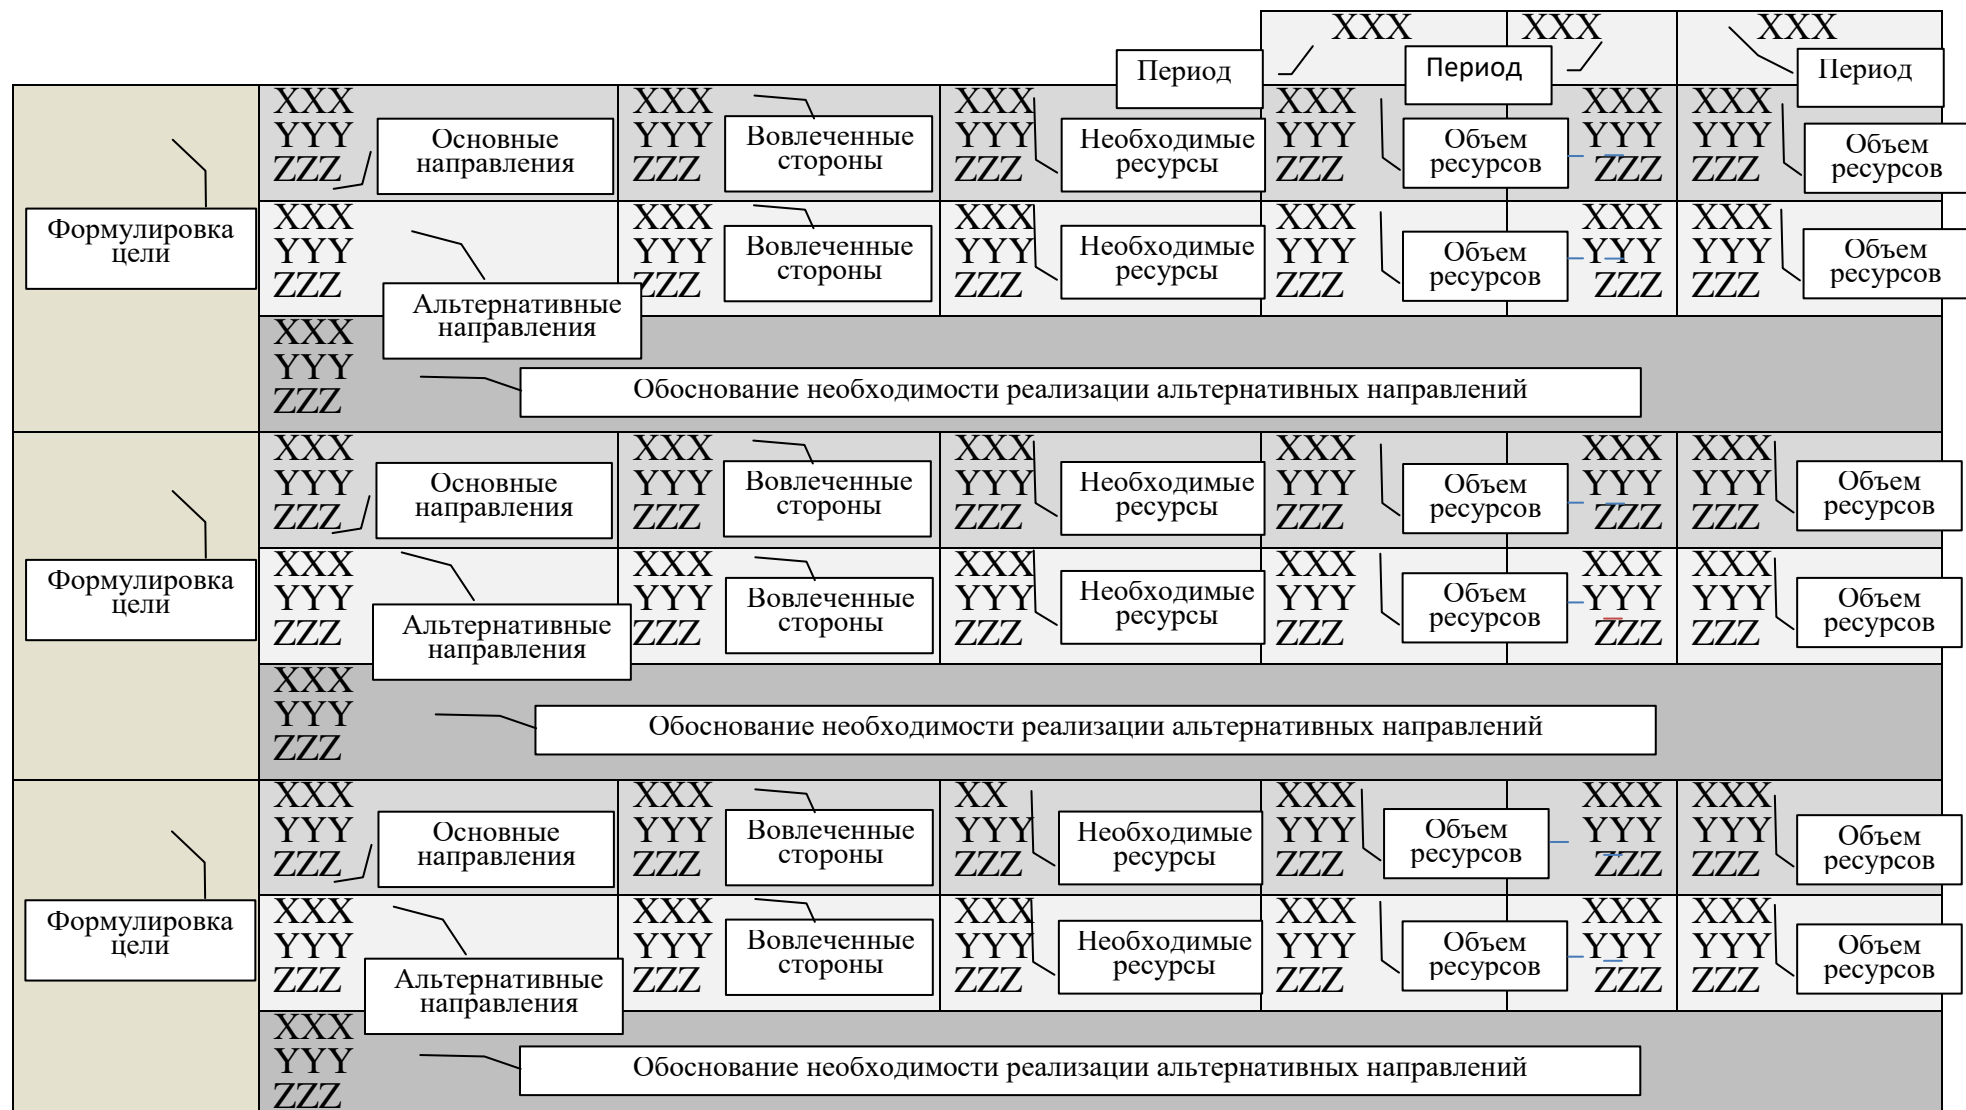 XXX XXX XXX
Период Период Период
XXX XXX XXX XXX XXX XXX
YYY YYY YYY YYY YYY YYY
ZZZ ZZZ ZZZ ZZZ ZZZ ZZZ
Основные
направления
Вовлеченные
стороны
Необходимые
ресурсы
Объем
ресурсов
Объем
ресурсов
Формулировка
цели
XXX XXX XXX XXX XXX XXX
YYY YYY YYY YYY YYY YYY
ZZZ ZZZ ZZZ ZZZ ZZZ ZZZ
Альтернативные
направления
Вовлеченные
стороны
Необходимые
ресурсы
Объем
ресурсов
Объем
ресурсов
XXX
YYY
ZZZ
Обоснование необходимости реализации альтернативных направлений
XXX XXX XXX XXX XXX XXX
YYY YYY YYY YYY YYY YYY
ZZZ ZZZ ZZZ ZZZ ZZZ ZZZ
Основные
направления
Вовлеченные
стороны
Необходимые
ресурсы
Объем
ресурсов
Объем
ресурсов
Формулировка
цели
XXX XXX XXX XXX XXX XXX
YYY YYY YYY YYY YYY YYY
ZZZ ZZZ ZZZ ZZZ ZZZ ZZZ
Альтернативные
направления
Вовлеченные
стороны
Необходимые
ресурсы
Объем
ресурсов
Объем
ресурсов
XXX
YYY
ZZZ
Обоснование необходимости реализации альтернативных направлений
XXX XXX XX XXX XXX XXX
YYY YYY YYY YYY YYY YYY
ZZZ ZZZ ZZZ ZZZ ZZZ ZZZ
Основные
направления
Вовлеченные
стороны
Необходимые
ресурсы
Объем
ресурсов
Объем
ресурсов
Формулировка
цели
XXX XXX XXX XXX XXX XXX
YYY YYY YYY YYY YYY YYY
ZZZ ZZZ ZZZ ZZZ ZZZ ZZZ
Альтернативные
направления
Вовлеченные
стороны
Необходимые
ресурсы
Объем
ресурсов
Объем
ресурсов
XXX
YYY
ZZZ
Обоснование необходимости реализации альтернативных направлений